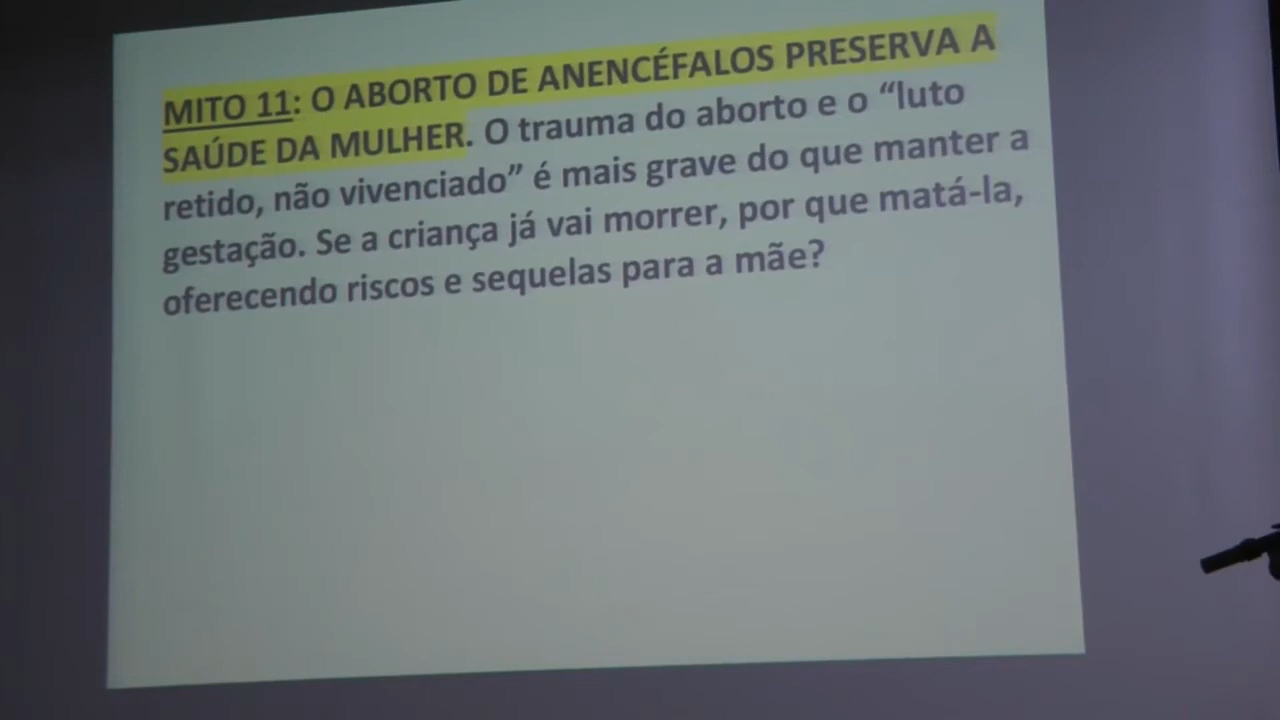 MITO 11: O ABORTO DE ANENCÉFALOS PRESERVA A
SAÚDE DA MULHER. O trauma do aborto e o “luto
retido, não vivenciado” é mais grave do que manter a
gestação. Se a criança já vai morrer, por que matá-la,
oferecendo riscos e sequelas para a mãe?